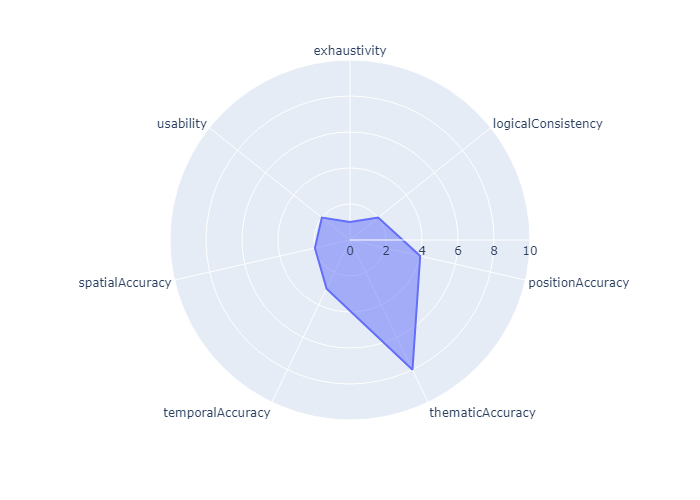 exhaustivity
usability
logicalConsistency
0 2 4 6 8 10
spatialAccuracy
positionAccuracy
temporalAccuracy
thematicAccuracy